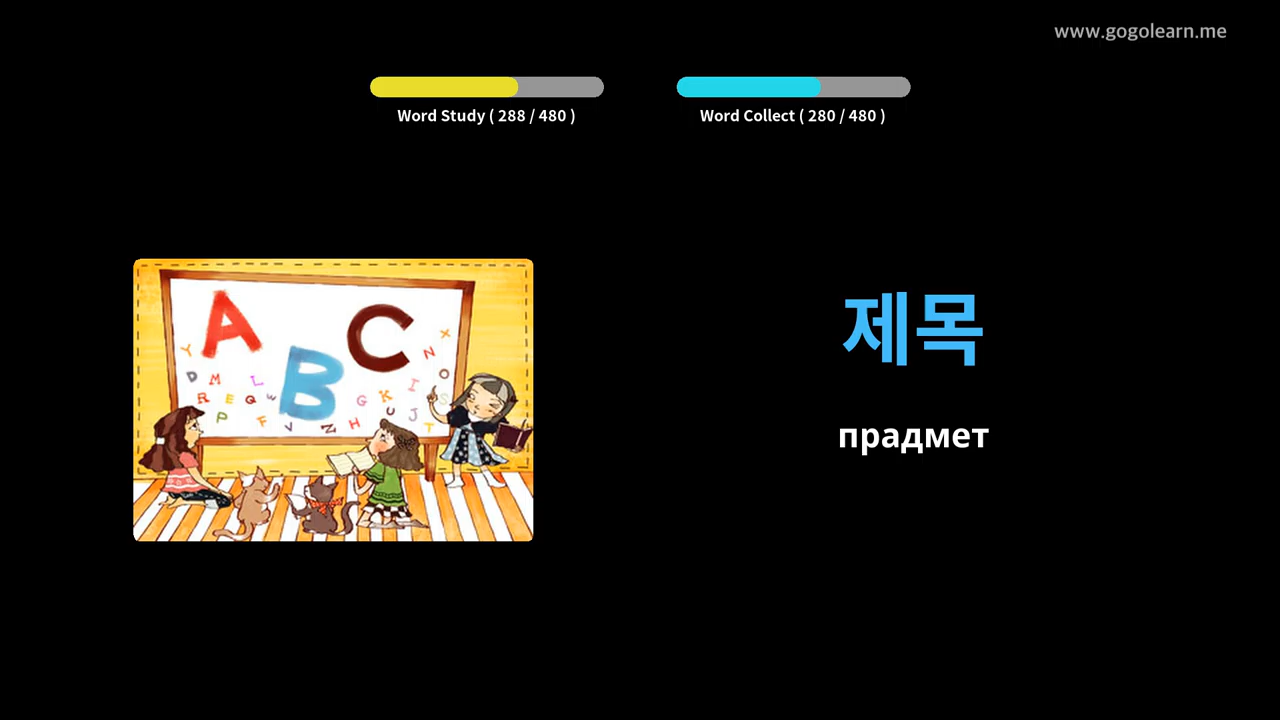 www.gogolearn.me
Word Study ( 288 / 480 )
Word Collect ( 280 / 480 )
제목
прадмет
A
B
C
Y
X
N
D M L
O
R E Q W
G K I
S
P F V Z H U J T